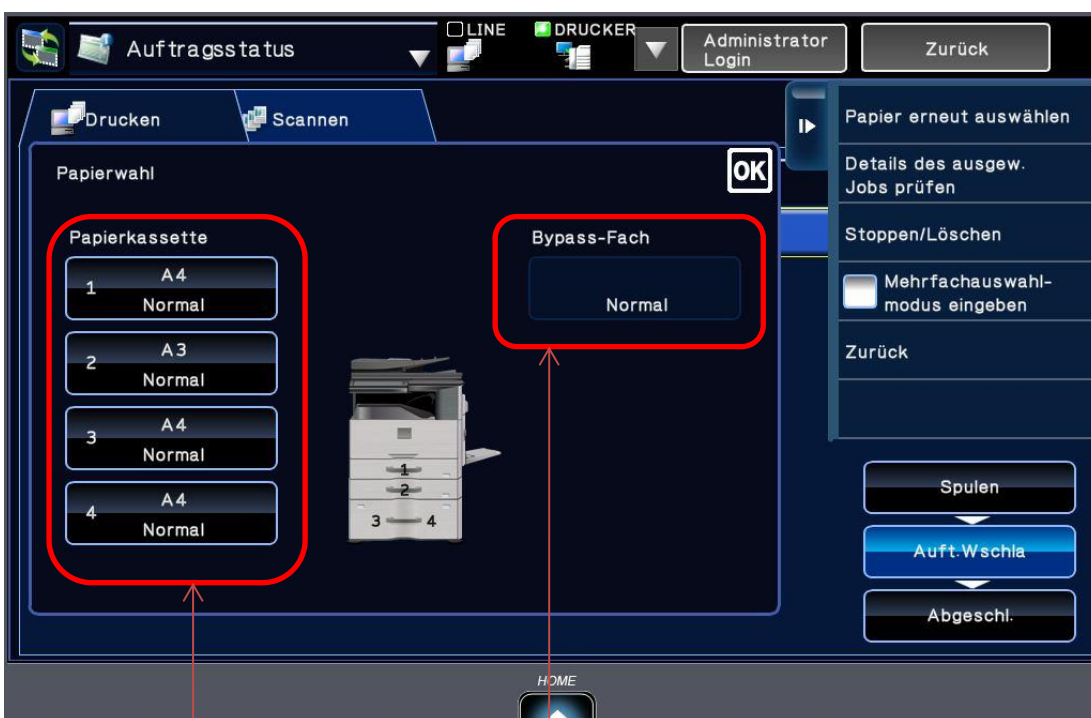 Auftragsstatus
LINE
DRUCKER
Administrator
Login
Zurück
Drucken
Scannen
Papierwahl
OK
Papierkassette
1
A4
Normal
2
A3
Normal
3
A4
Normal
4
A4
Normal
Bypass-Fach
Normal
1
2
3
4
Papier erneut auswählen
Details des ausgew.
Jobs prüfen
Stoppen/Löschen
Mehrfachauswahl-
modus eingeben
Zurück
Spulen
Auft.Wschla
Abgeschl.
HOME